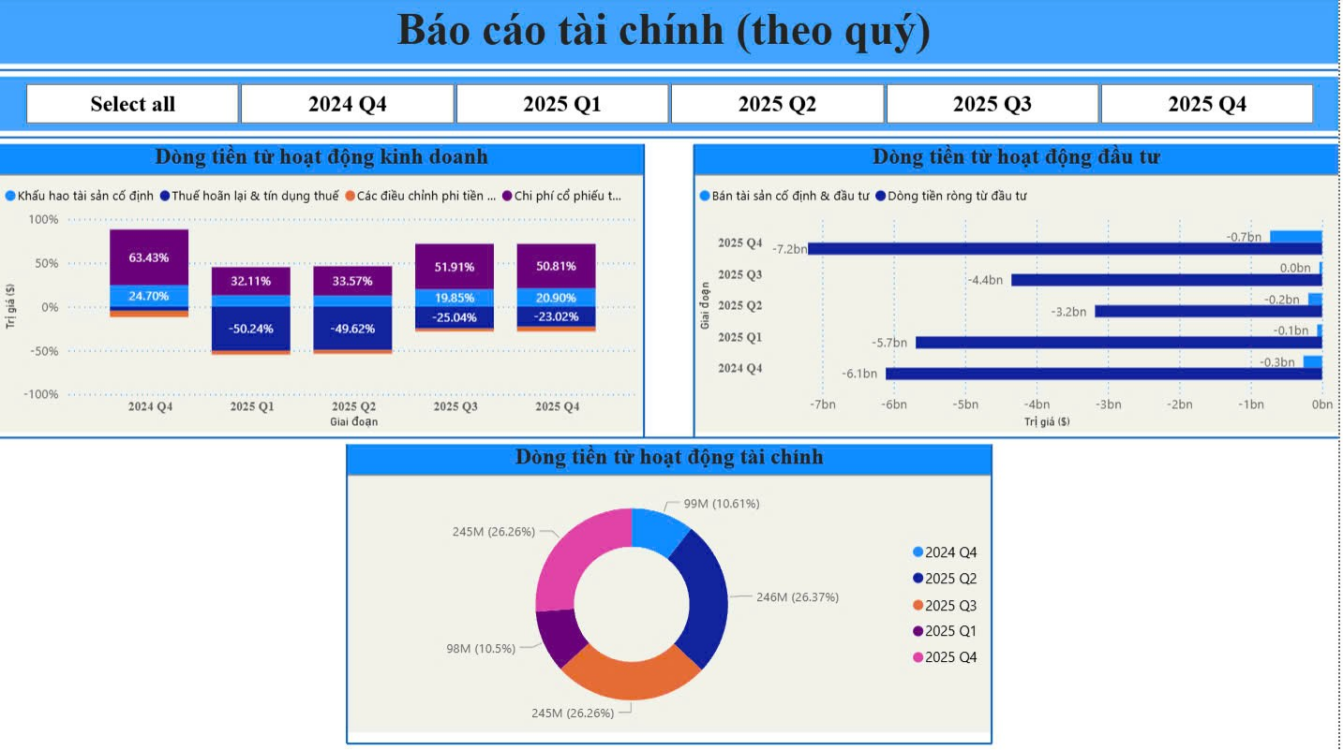 Báo cáo tài chính (theo quý)
Select all 2024 Q4 2025 Q1 2025 Q2 2025 Q3 2025 Q4
Dòng tiền từ hoạt động kinh doanh
Khấu hao tài sản cố định Thuế hoãn lại & tín dụng thuế Các điều chỉnh phi tiền ... Chi phí cổ phiếu t...
Trị giá ($)
100%
50%
0%
-50%
-100%
63.43%
24.70%
32.11%
-50.24%
33.57%
-49.62%
51.91%
19.85%
-25.04%
50.81%
20.90%
-23.02%
2024 Q4 2025 Q1 2025 Q2 2025 Q3 2025 Q4
Giai đoạn
Dòng tiền từ hoạt động đầu tư
Bán tài sản cố định & đầu tư Dòng tiền ròng từ đầu tư
Giai đoạn
2025 Q4 -7.2bn -0.7bn
2025 Q3 -4.4bn 0.0bn
2025 Q2 -3.2bn -0.2bn
2025 Q1 -5.7bn -0.1bn
2024 Q4 -6.1bn -0.3bn
-7bn -6bn -5bn -4bn -3bn -2bn -1bn 0bn
Trị giá ($)
Dòng tiền từ hoạt động tài chính
99M (10.61%)
245M (26.26%)
246M (26.37%)
98M (10.5%)
245M (26.26%)
2024 Q4
2025 Q2
2025 Q3
2025 Q1
2025 Q4